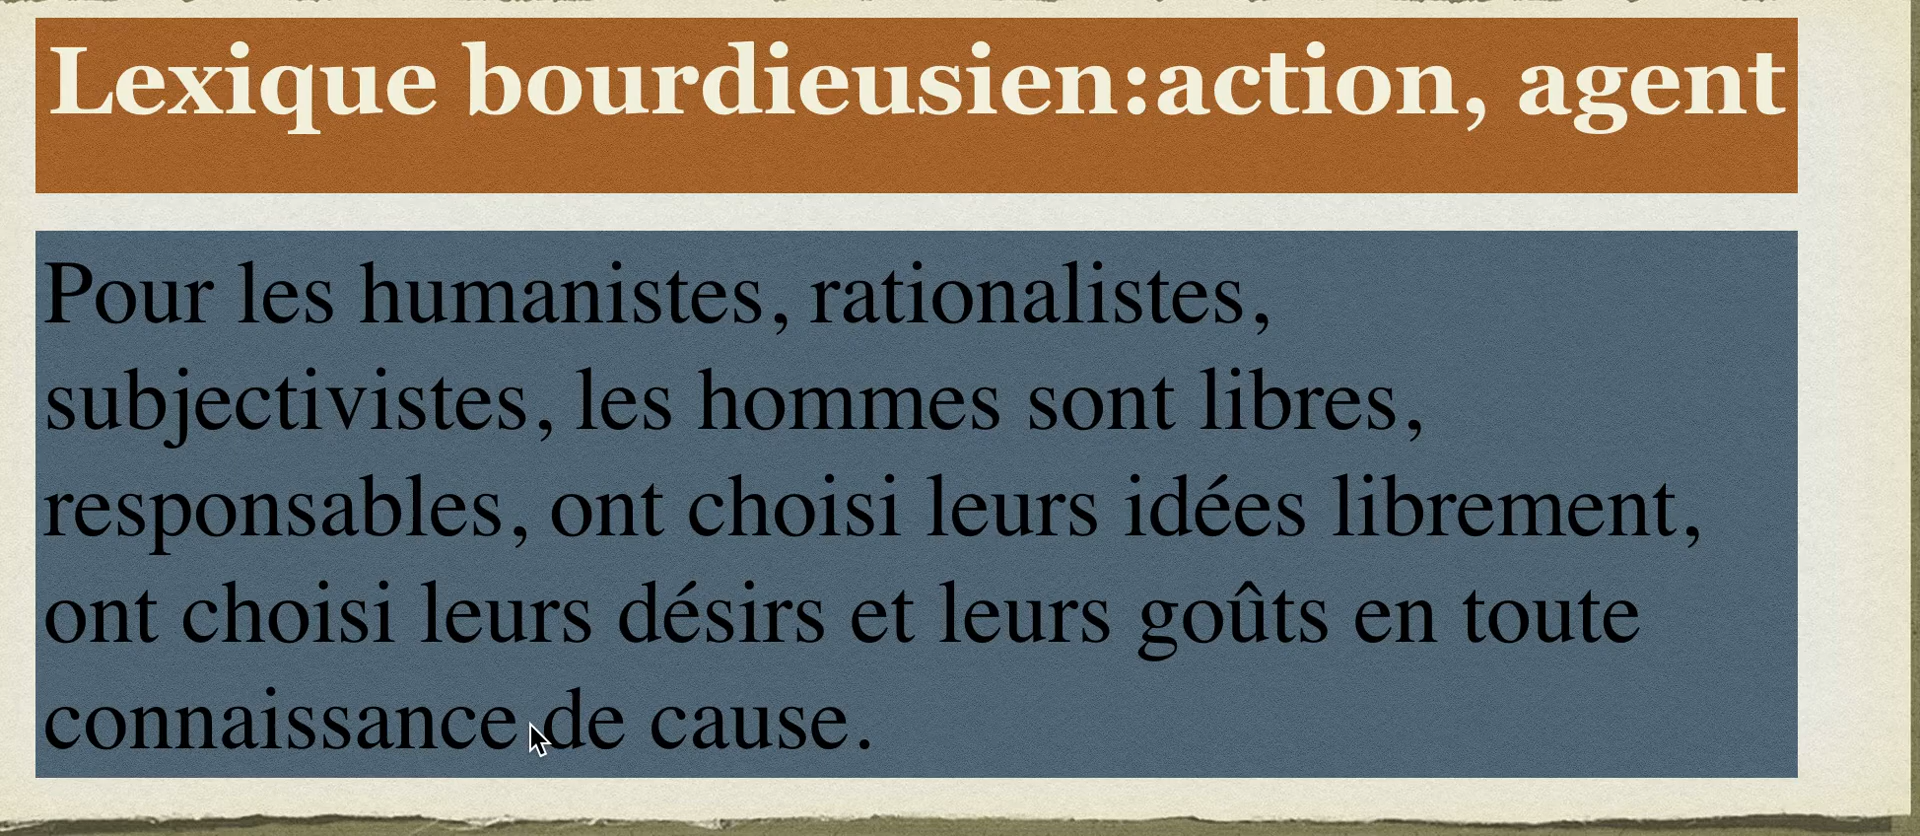 Lexique bourdieusien:action, agent
Pour les humanistes, rationalistes,
subjectivistes, les hommes sont libres,
responsables, ont choisi leurs idées librement,
ont choisi leurs désirs et leurs goûts en toute
connaissance de cause.